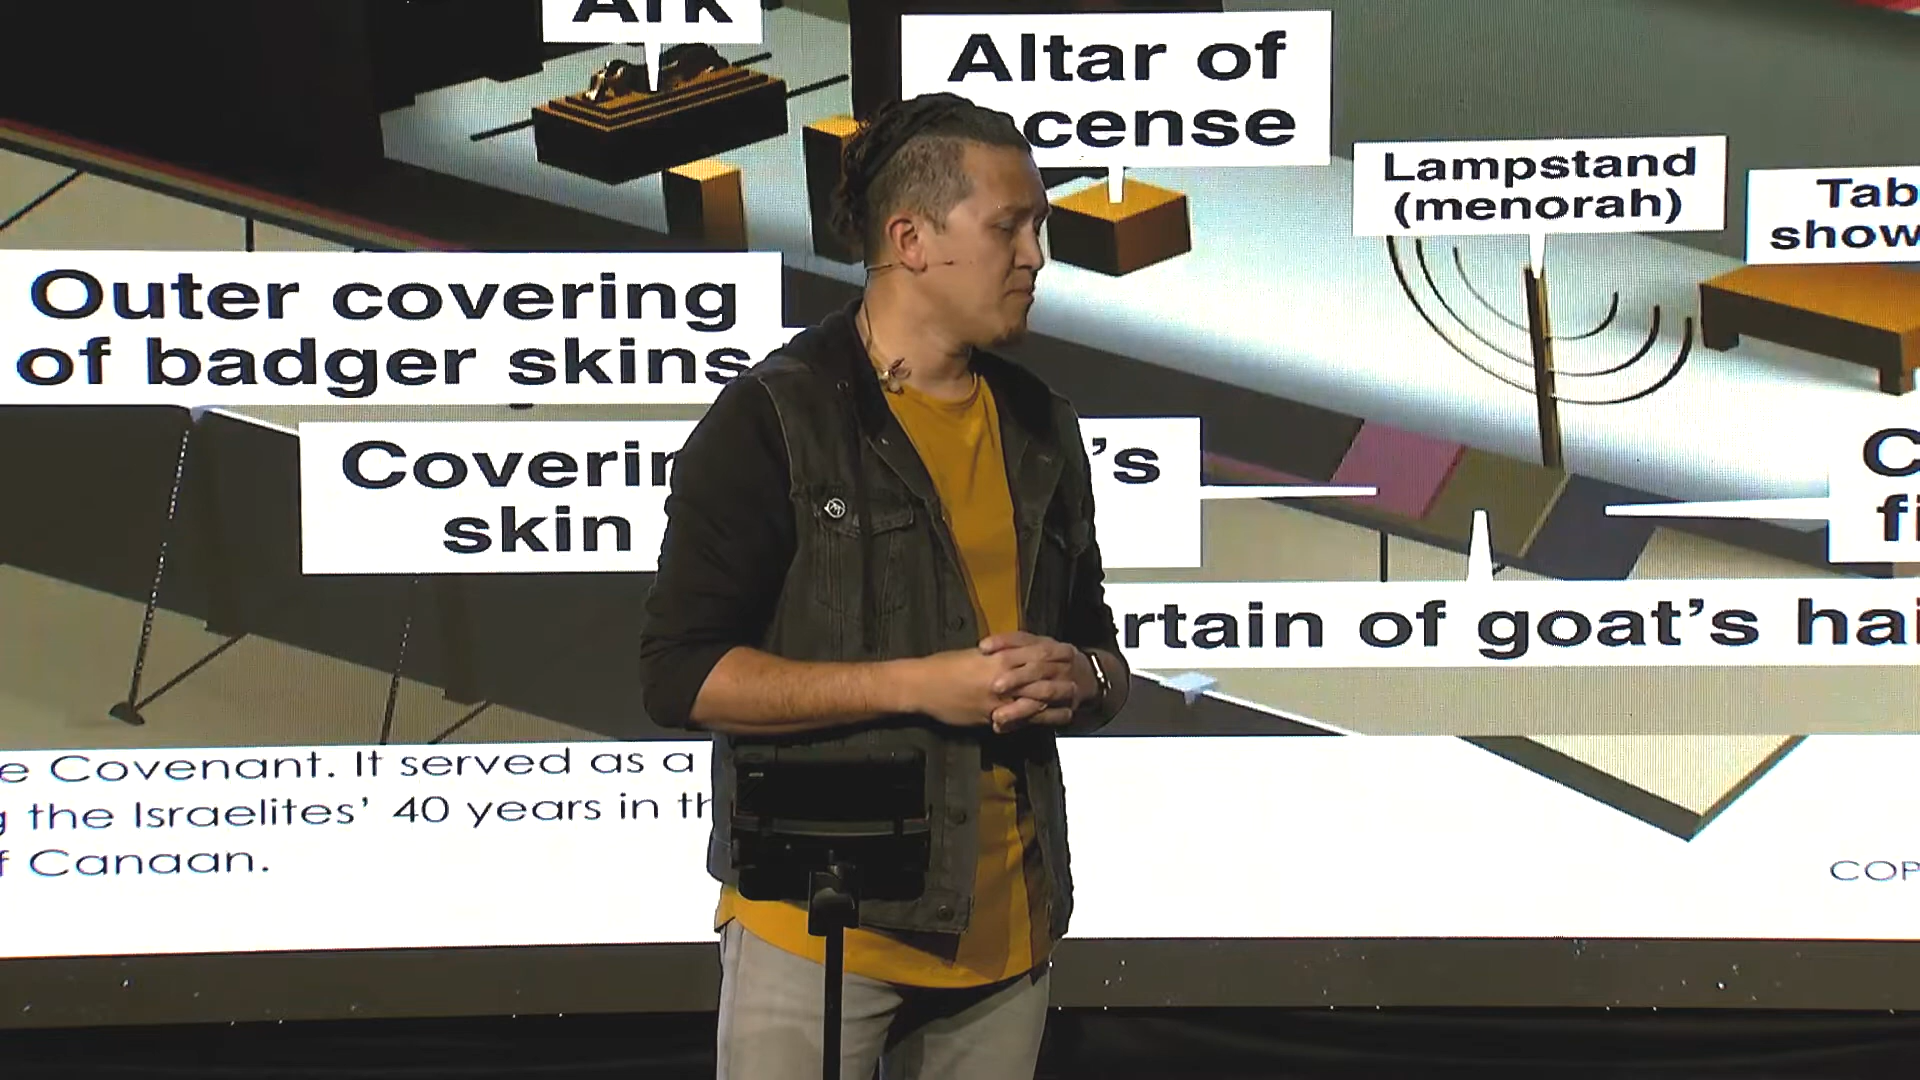 Ark
Altar of
cense
Lampstand
(menorah)
Tab
show
Outer covering
of badger skins
Coverin
's
skin
C
fi
rtain of goat's hai
e Covenant. It served as a
g the Israelites' 40 years in th
f Canaan.
COP